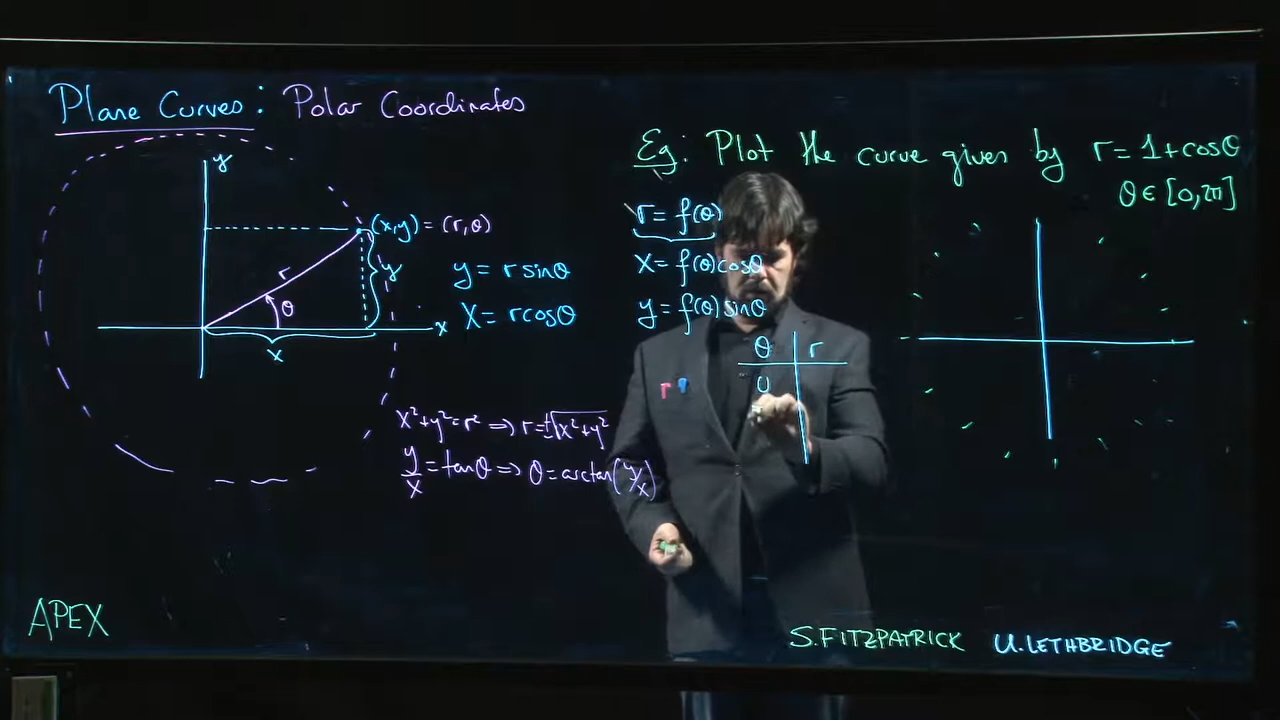 Plane Curves: Polar Coordinates
y
(x,y) = (r,θ)
r
θ
y
x
x
y = r sinθ
x = r cosθ
x²+y²=r² ⇒ r=±√x²+y²
y/x = tanθ ⇒ θ=arctan(y/x)
Eg: Plot the curve given by r = 1+cosθ
θ∈[0,2π]
r = f(θ)
x = f(θ)cosθ
y = f(θ)sinθ
θ r
0
APEX
S.FITZPATRICK U.LETHBRIDGE